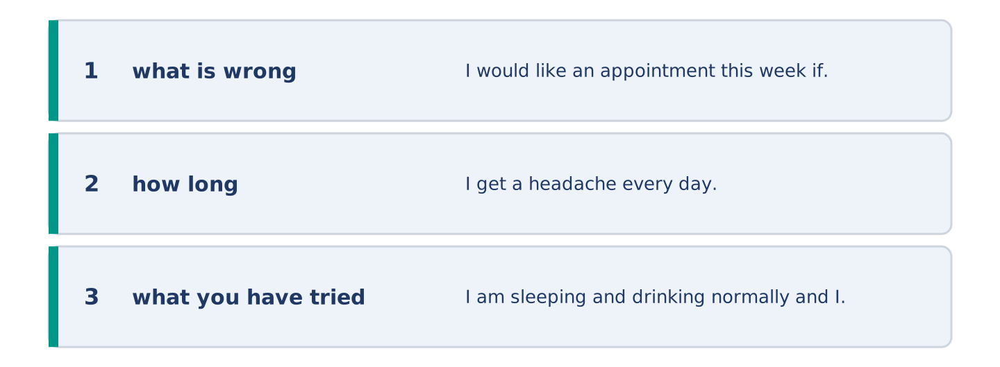 1 what is wrong I would like an appointment this week if.
2 how long I get a headache every day.
3 what you have tried I am sleeping and drinking normally and I.